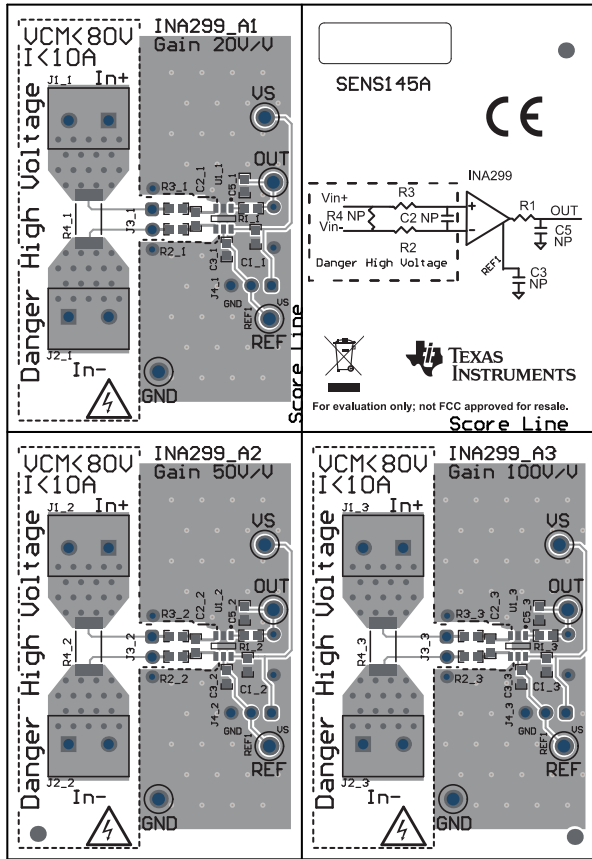 VCM<80V
I<10A
INA299_A1
Gain 20V/V
J1_1
In+
VS
OUT
Danger High Voltage
R3_1
C2_1
U1_1
C5_1
R4_1
J3_1
R1_1
R2_1
C3_1
C1_1
J4_1
GND
REF1
VS
REF
J2_1
In-
GND
Score Line
SENS145A
CE
INA299
Vin+
R3
R4 NP
C2 NP
R1
OUT
Vin-
R2
C5
NP
Danger High Voltage
REF1
C3
NP
TEXAS
INSTRUMENTS
For evaluation only; not FCC approved for resale.
Score Line
VCM<80V
I<10A
INA299_A2
Gain 50V/V
J1_2
In+
VS
OUT
Danger High Voltage
R3_2
C2_2
U1_2
C5_2
R4_2
J3_2
R1_2
R2_2
C3_2
C1_2
J4_2
GND
REF1
VS
REF
J2_2
In-
GND
VCM<80V
I<10A
INA299_A3
Gain 100V/V
J1_3
In+
VS
OUT
Danger High Voltage
R3_3
C2_3
U1_3
C5_3
R4_3
J3_3
R1_3
R2_3
C3_3
C1_3
J4_3
GND
REF1
VS
REF
J2_3
In-
GND